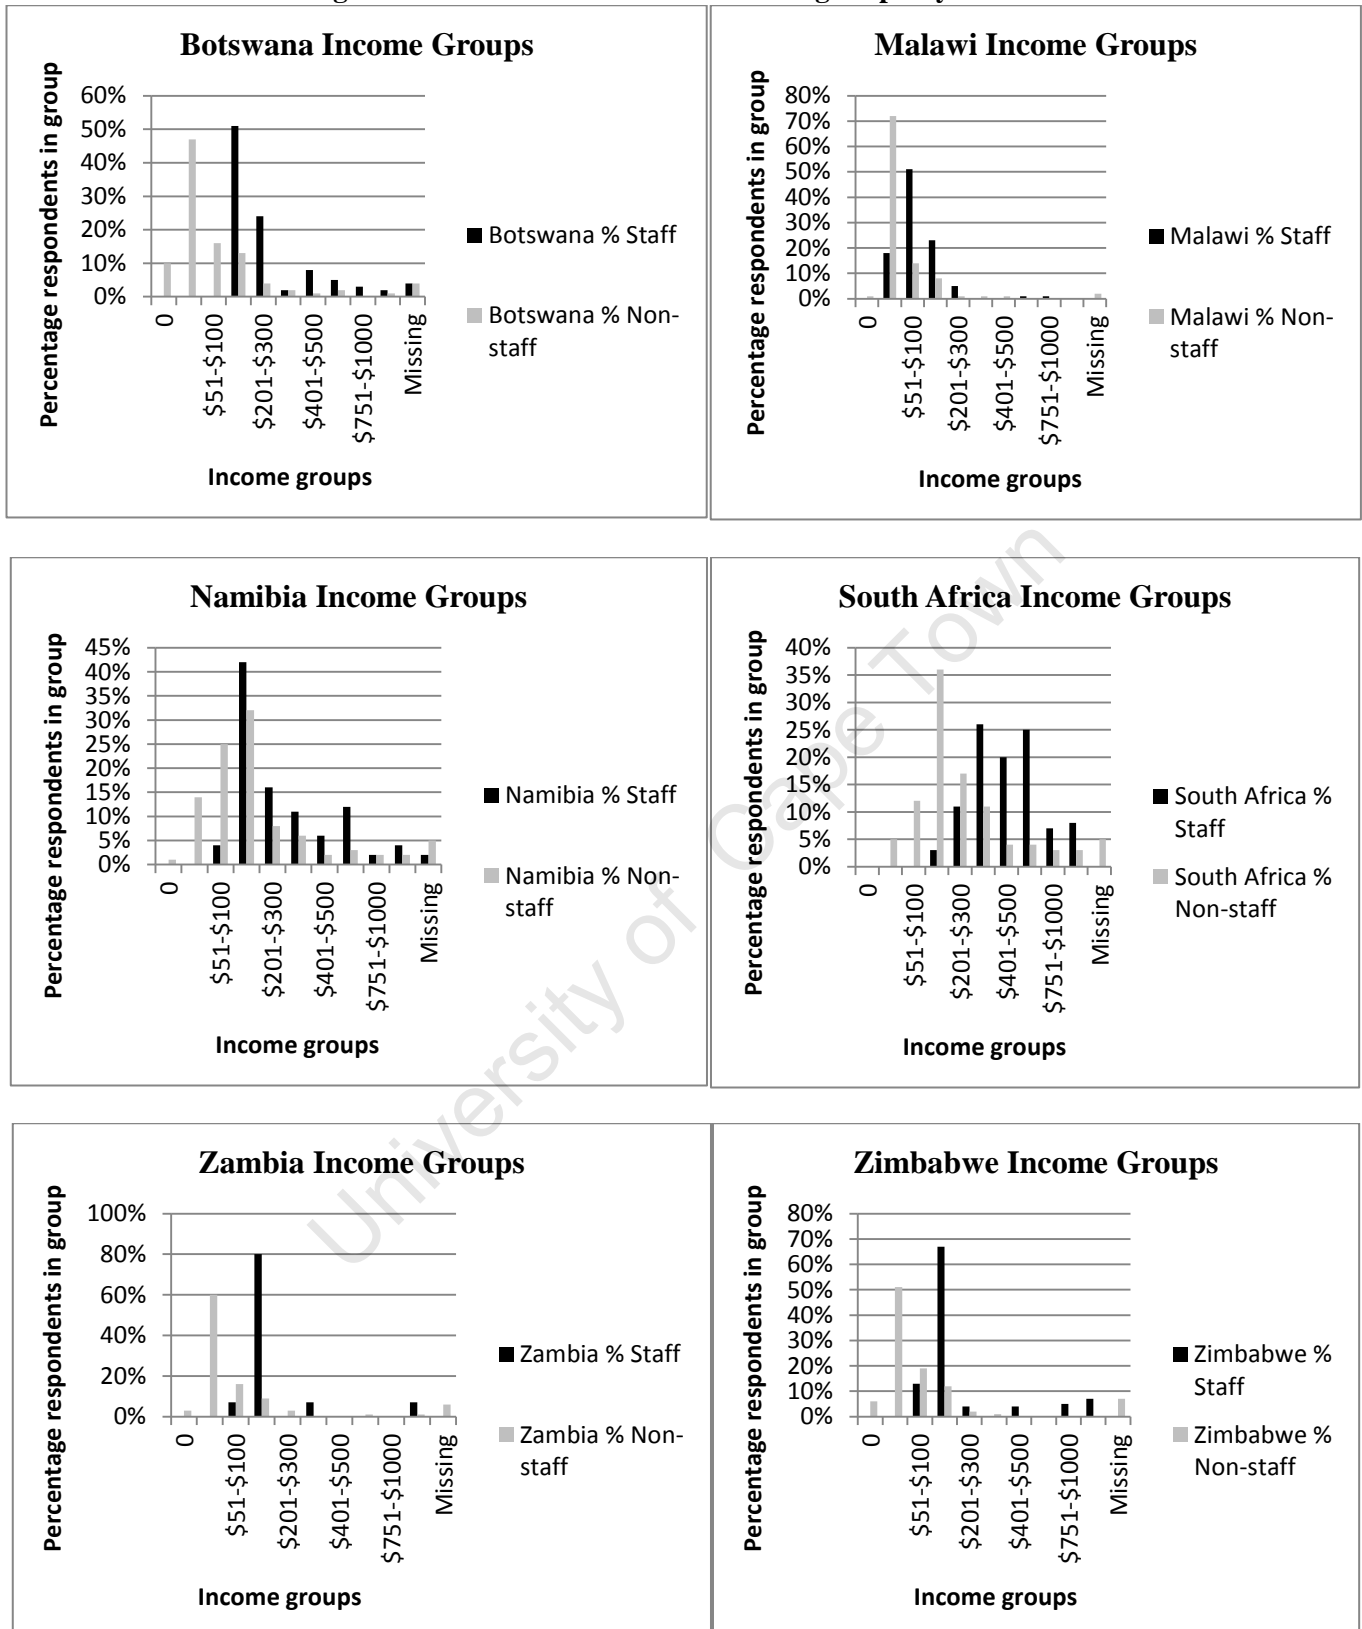 Botswana Income Groups
Percentage respondents in group
60%
50%
40%
30%
20%
10%
0%
0
$51-$100
$201-$300
$401-$500
$751-$1000
Missing
Income groups
Botswana % Staff
Botswana % Non-
staff
Malawi Income Groups
Percentage respondents in group
80%
70%
60%
50%
40%
30%
20%
10%
0%
0
$51-$100
$201-$300
$401-$500
$751-$1000
Missing
Income groups
Malawi % Staff
Malawi % Non-
staff
Namibia Income Groups
Percentage respondents in group
45%
40%
35%
30%
25%
20%
15%
10%
5%
0%
0
$51-$100
$201-$300
$401-$500
$751-$1000
Missing
Income groups
Namibia % Staff
Namibia % Non-
staff
South Africa Income Groups
Percentage respondents in group
40%
35%
30%
25%
20%
15%
10%
5%
0%
0
$51-$100
$201-$300
$401-$500
$751-$1000
Missing
Income groups
South Africa %
Staff
South Africa %
Non-staff
Zambia Income Groups
Percentage respondents in group
100%
80%
60%
40%
20%
0%
0
$51-$100
$201-$300
$401-$500
$751-$1000
Missing
Income groups
Zambia % Staff
Zambia % Non-
staff
Zimbabwe Income Groups
Percentage respondents in group
80%
70%
60%
50%
40%
30%
20%
10%
0%
0
$51-$100
$201-$300
$401-$500
$751-$1000
Missing
Income groups
Zimbabwe %
Staff
Zimbabwe %
Non-staff
University of Cape Town